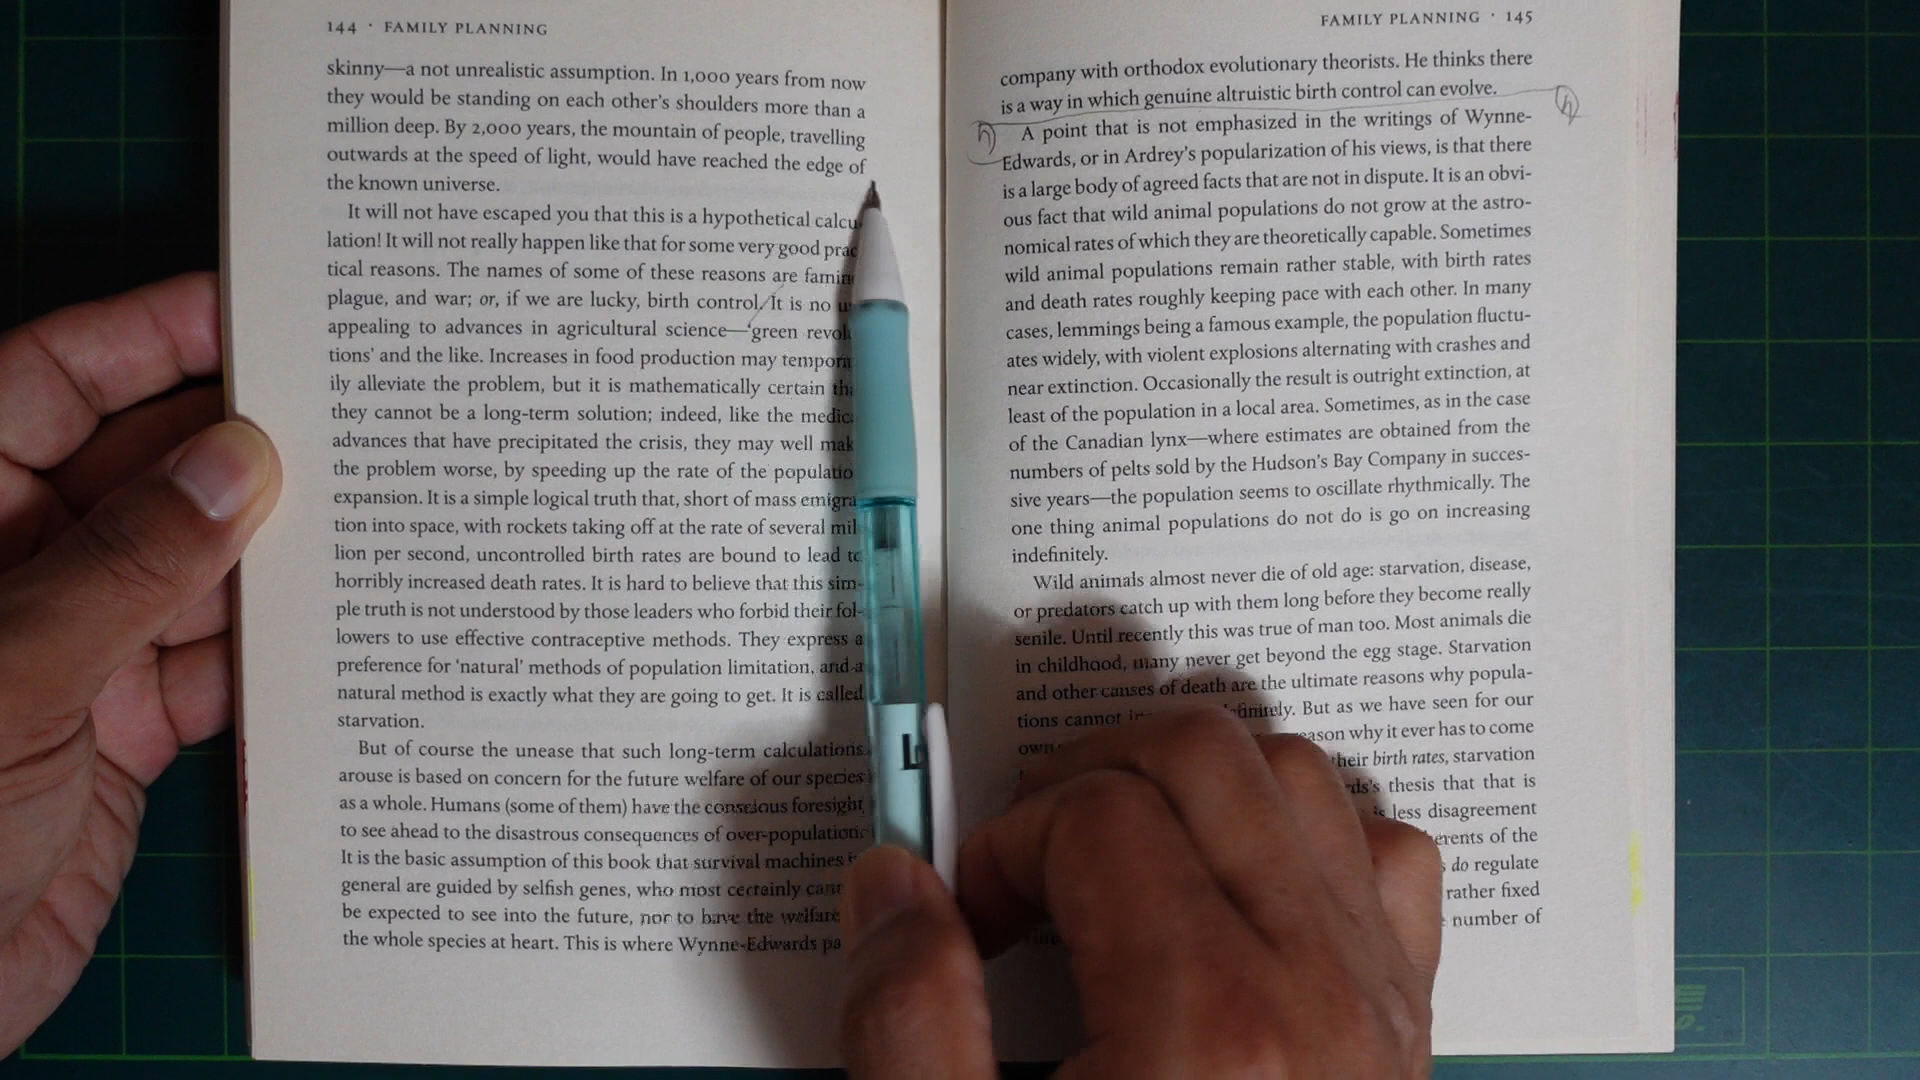 144 · FAMILY PLANNING
skinny—a not unrealistic assumption. In 1,000 years from now
they would be standing on each other's shoulders more than a
million deep. By 2,000 years, the mountain of people, travelling
outwards at the speed of light, would have reached the edge of
the known universe.
It will not have escaped you that this is a hypothetical calcu
lation! It will not really happen like that for some very good prac
tical reasons. The names of some of these reasons are
plague, and war; or, if we are lucky, birth control. It is no
appealing to advances in agricultural science—'green
tions' and the like. Increases in food production may
ily alleviate the problem, but it is mathematically certain
they cannot be a long-term solution; indeed, like the
advances that have precipitated the crisis, they may well
the problem worse, by speeding up the rate of the
expansion. It is a simple logical truth that, short of mass emigra
tion into space, with rockets taking off at the rate of several mil
lion per second, uncontrolled birth rates are bound to lead
horribly increased death rates. It is hard to believe that this sim-
ple truth is not understood by those leaders who forbid their fol-
lowers to use effective contraceptive methods. They express a
preference for 'natural' methods of population limitation, and a
natural method is exactly what they are going to get. It is called
starvation.
But of course the unease that such long-term calculations
arouse is based on concern for the future welfare of our species
as a whole. Humans (some of them) have the conscious foresight
to see ahead to the disastrous consequences of over-population
It is the basic assumption of this book that survival machines
general are guided by selfish genes, who most certainly
be expected to see into the future, nor to have the welfare
the whole species at heart. This is where Wynne-Edwards pa
FAMILY PLANNING · 145
company with orthodox evolutionary theorists. He thinks there
is a way in which genuine altruistic birth control can evolve.
A point that is not emphasized in the writings of Wynne-
Edwards, or in Ardrey's popularization of his views, is that there
is a large body of agreed facts that are not in dispute. It is an obvi-
ous fact that wild animal populations do not grow at the astro-
nomical rates of which they are theoretically capable. Sometimes
wild animal populations remain rather stable, with birth rates
and death rates roughly keeping pace with each other. In many
cases, lemmings being a famous example, the population fluctu-
ates widely, with violent explosions alternating with crashes and
near extinction. Occasionally the result is outright extinction, at
least of the population in a local area. Sometimes, as in the case
of the Canadian lynx—where estimates are obtained from the
numbers of pelts sold by the Hudson's Bay Company in succes-
sive years—the population seems to oscillate rhythmically. The
one thing animal populations do not do is go on increasing
indefinitely.
Wild animals almost never die of old age: starvation, disease,
or predators catch up with them long before they become really
senile. Until recently this was true of man too. Most animals die
in childhood, many never get beyond the egg stage. Starvation
and other causes of death are the ultimate reasons why popula-
tions cannot But as we have seen for our
own why it ever has to come
their birth rates, starvation
thesis that that is
is less disagreement
of the
do regulate
rather fixed
number of